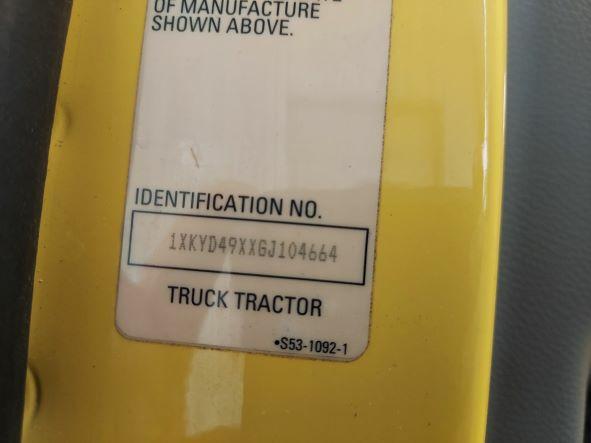 OF MANUFACTURE
SHOWN ABOVE.
IDENTIFICATION NO.
1XKYD49XXGJ104664
TRUCK TRACTOR
•S53-1092-1